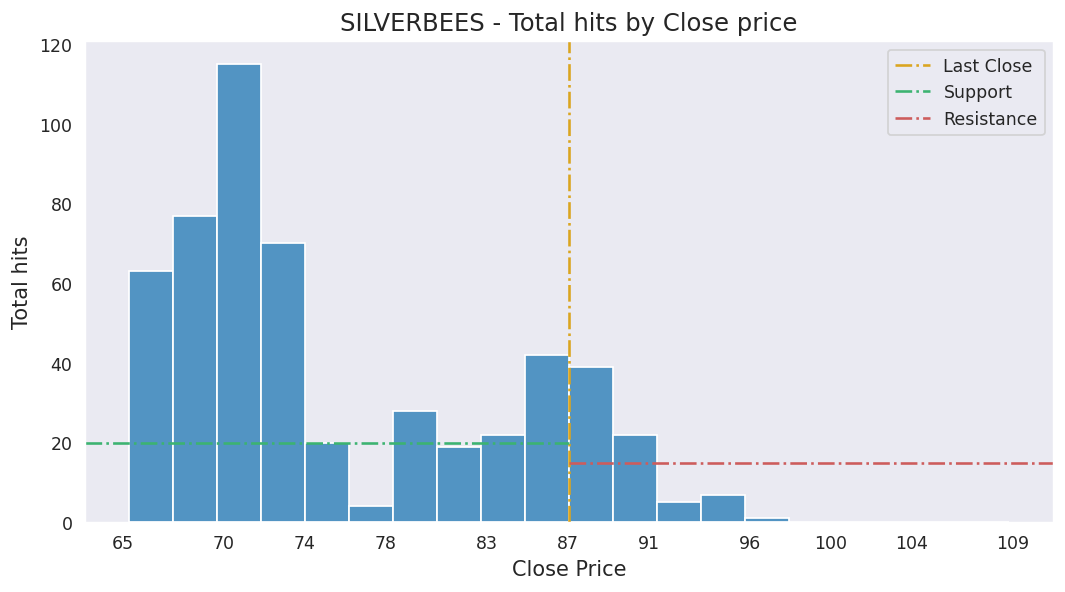 SILVERBEES - Total hits by Close price
Total hits
120
100
80
60
40
20
0
Last Close
Support
Resistance
65 70 74 78 83 87 91 96 100 104 109
Close Price